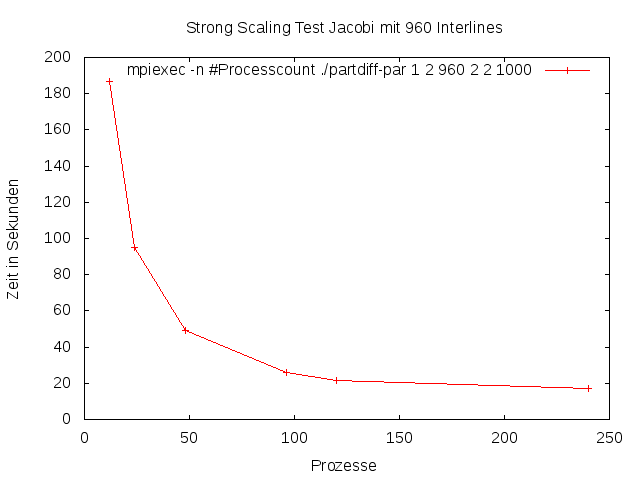 Strong Scaling Test Jacobi mit 960 Interlines
mpiexec -n #Processcount ./partdiff-par 1 2 960 2 2 1000
200
180
160
140
120
100
80
60
40
20
0
Zeit in Sekunden
0 50 100 150 200 250
Prozesse